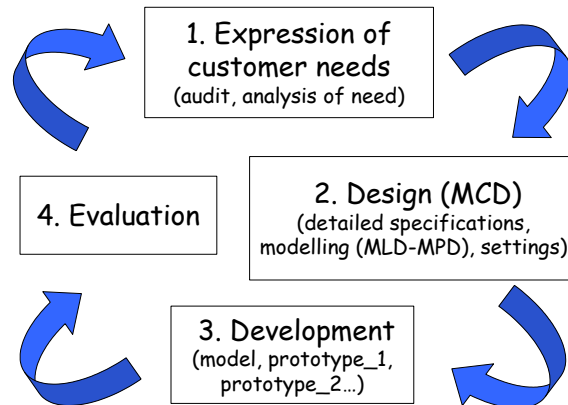 1. Expression of
customer needs
(audit, analysis of need)
2. Design (MCD)
(detailed specifications,
modelling (MLD-MPD), settings)
3. Development
(model, prototype_1,
prototype_2...)
4. Evaluation